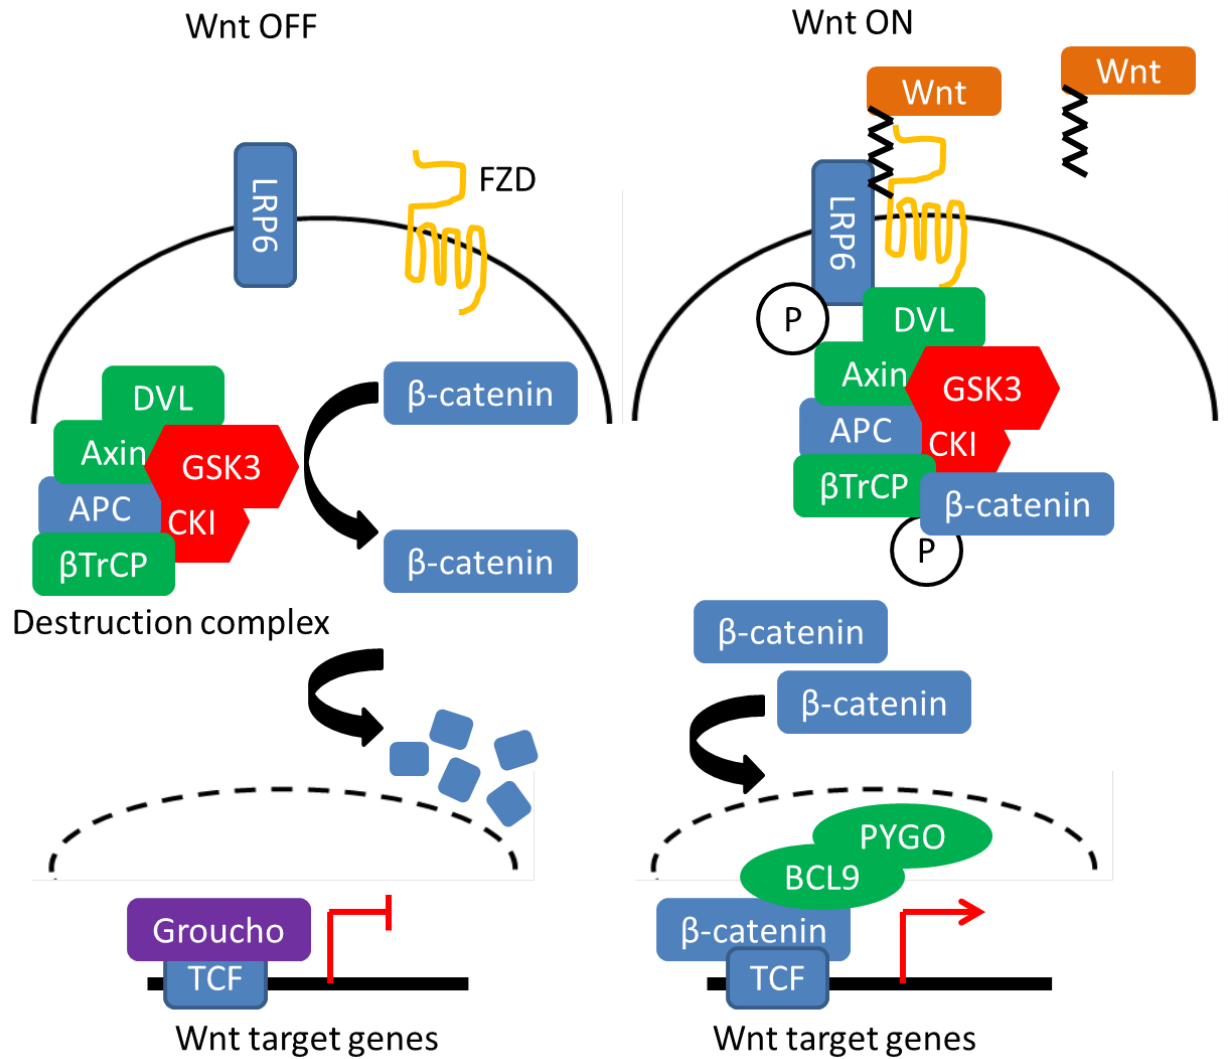 Wnt OFF
LRP6
FZD
DVL
Axin
GSK3
APC
CKI
βTrCP
β-catenin
β-catenin
Destruction complex
Groucho
TCF
Wnt target genes
Wnt ON
Wnt
Wnt
LRP6
P
DVL
Axin
GSK3
APC
CKI
βTrCP
β-catenin
P
β-catenin
β-catenin
PYGO
BCL9
β-catenin
TCF
Wnt target genes